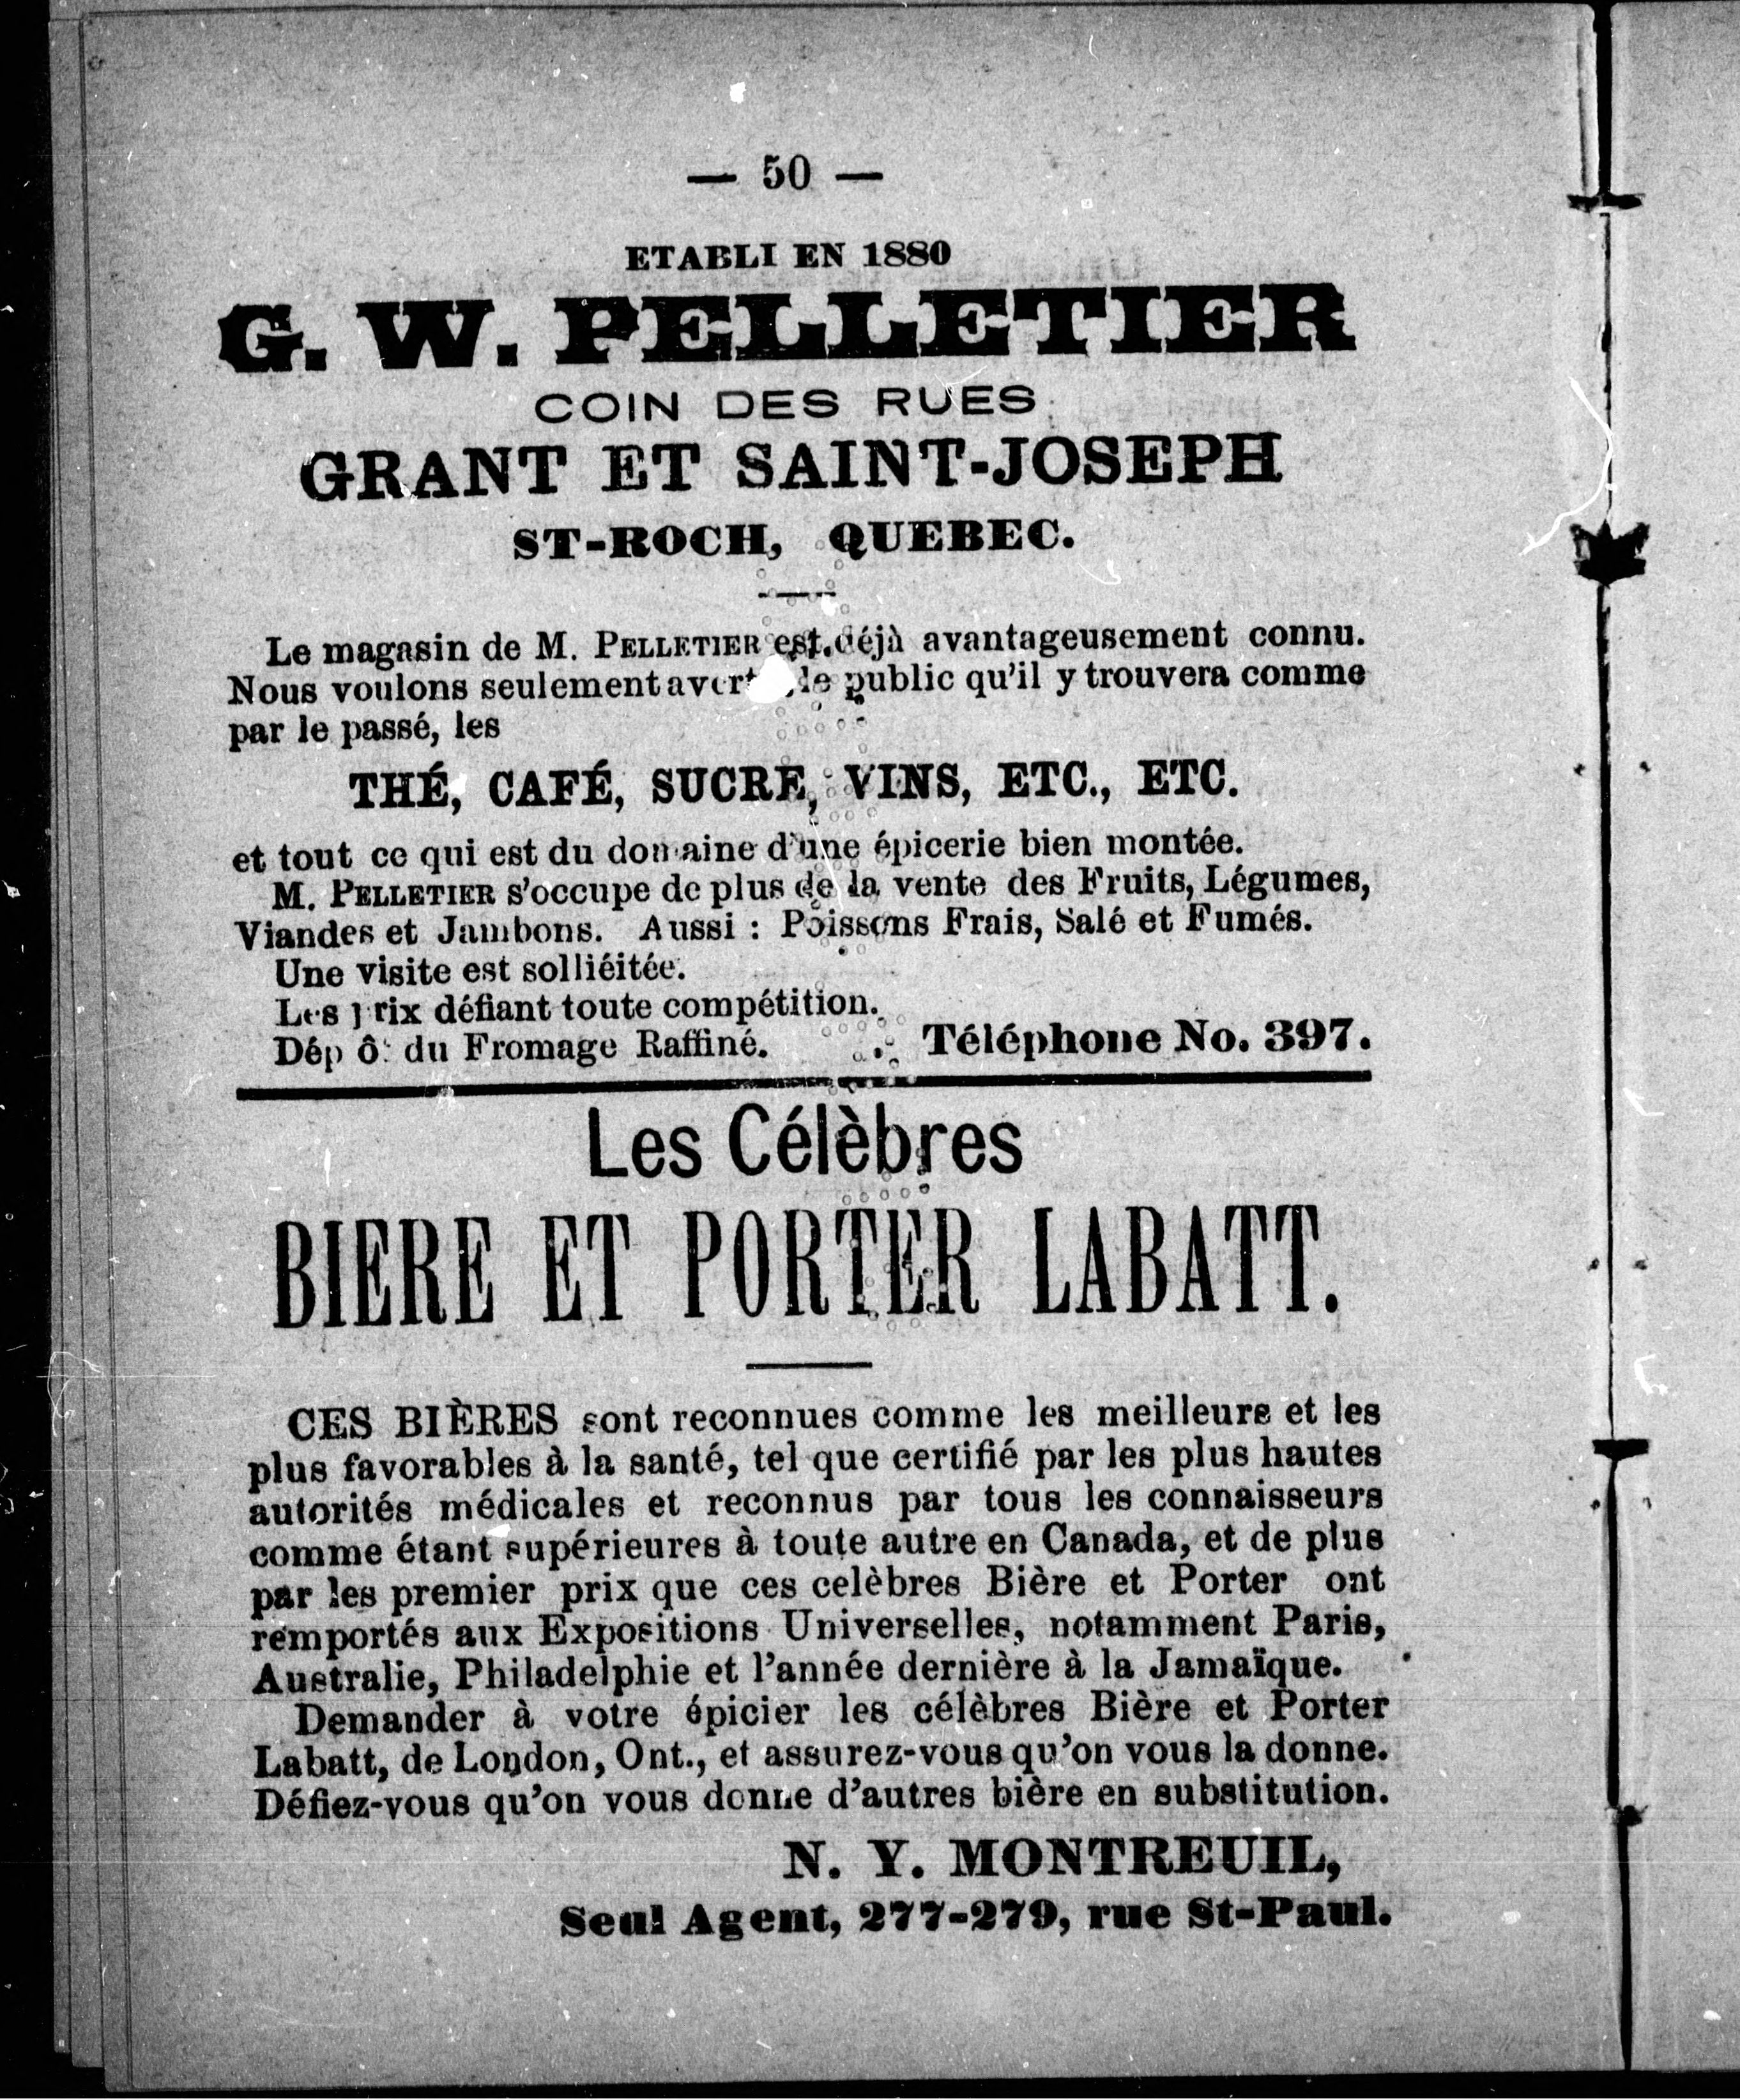 — 50 —
ETABLI EN 1880
G. W. PELLETIER
COIN DES RUES
GRANT ET SAINT-JOSEPH
ST-ROCH, QUEBEC.
Le magasin de M. PELLETIER est déjà avantageusement connu.
Nous voulons seulement le public qu'il y trouvera comme
par le passé, les
THÉ, CAFÉ, SUCRE, VINS, ETC., ETC.
et tout ce qui est du domaine d'une épicerie bien montée.
M. PELLETIER s'occupe de plus de la vente des Fruits, Légumes,
Viandes et Jambons. Aussi : Poissons Frais, Salé et Fumés.
Une visite est solliéitée.
Les prix défiant toute compétition.
Dépôt du Fromage Raffiné. Téléphone No. 397.
Les Célèbres
BIERE ET PORTER LABATT.
CES BIÈRES sont reconnues comme les meilleurs et les
plus favorables à la santé, tel que certifié par les plus hautes
autorités médicales et reconnus par tous les connaisseurs
comme étant supérieures à toute autre en Canada, et de plus
par les premier prix que ces celèbres Bière et Porter ont
remportés aux Expositions Universelles, notamment Paris,
Australie, Philadelphie et l'année dernière à la Jamaïque.
Demander à votre épicier les célèbres Bière et Porter
Labatt, de London, Ont., et assurez-vous qu'on vous la donne.
Défiez-vous qu'on vous donne d'autres bière en substitution.
N. Y. MONTREUIL,
Seul Agent, 277-279, rue St-Paul.